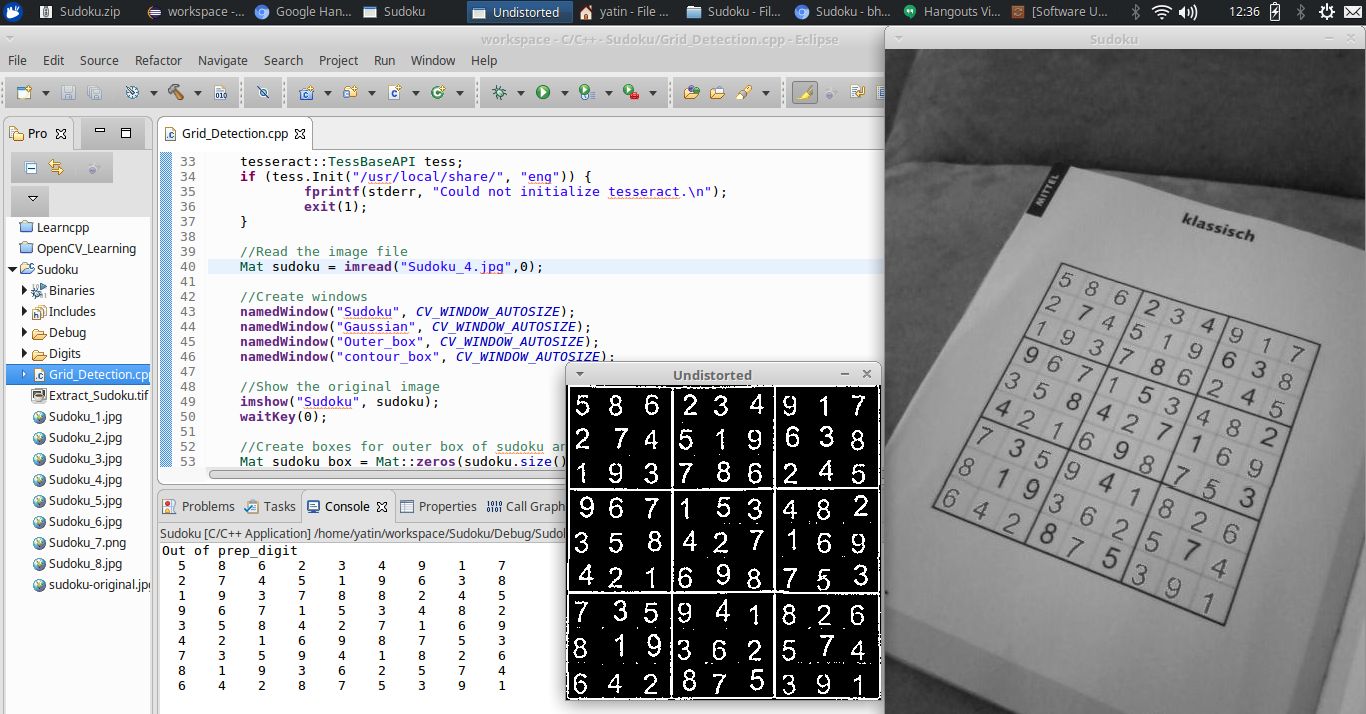 Sudoku.zip workspace -... Google Han... Sudoku Undistorted yatin - File ... Sudoku - Fil... Sudoku - bh... Hangouts Vi... [Software U... 12:36
workspace - C/C++ - Sudoku/Grid_Detection.cpp - Eclipse
File Edit Source Refactor Navigate Search Project Run Window Help
Pro
Learncpp
OpenCV_Learning
Sudoku
Binaries
Includes
Debug
Digits
Grid_Detection.cpp
Extract_Sudoku.tif
Sudoku_1.jpg
Sudoku_2.jpg
Sudoku_3.jpg
Sudoku_4.jpg
Sudoku_5.jpg
Sudoku_6.jpg
Sudoku_7.png
Sudoku_8.jpg
sudoku-original.jp
Grid_Detection.cpp
33 tesseract::TessBaseAPI tess;
34 if (tess.Init("/usr/local/share/", "eng")) {
35 fprintf(stderr, "Could not initialize tesseract.\n");
36 exit(1);
37 }
38
39 //Read the image file
40 Mat sudoku = imread("Sudoku_4.jpg",0);
41
42 //Create windows
43 namedWindow("Sudoku", CV_WINDOW_AUTOSIZE);
44 namedWindow("Gaussian", CV_WINDOW_AUTOSIZE);
45 namedWindow("Outer_box", CV_WINDOW_AUTOSIZE);
46 namedWindow("contour_box", CV_WINDOW_AUTOSIZE);
47
48 //Show the original image
49 imshow("Sudoku", sudoku);
50 waitKey(0);
51
52 //Create boxes for outer box of sudoku an
53 Mat sudoku_box = Mat::zeros(sudoku.size()
Problems Tasks Console Properties Call Graph
Sudoku [C/C++ Application] /home/yatin/workspace/Sudoku/Debug/Sudo
Out of prep_digit
5 8 6 2 3 4 9 1 7
2 7 4 5 1 9 6 3 8
1 9 3 7 8 8 2 4 5
9 6 7 1 5 3 4 8 2
3 5 8 4 2 7 1 6 9
4 2 1 6 9 8 7 5 3
7 3 5 9 4 1 8 2 6
8 1 9 3 6 2 5 7 4
6 4 2 8 7 5 3 9 1
Undistorted
5 8 6 2 3 4 9 1 7
2 7 4 5 1 9 6 3 8
1 9 3 7 8 6 2 4 5
9 6 7 1 5 3 4 8 2
3 5 8 4 2 7 1 6 9
4 2 1 6 9 8 7 5 3
7 3 5 9 4 1 8 2 6
8 1 9 3 6 2 5 7 4
6 4 2 8 7 5 3 9 1
Sudoku
MITTEL
klassisch
5 8 6 2 3 4 9 1 7
2 7 4 5 1 9 6 3 8
1 9 3 7 8 6 2 4 5
9 6 7 1 5 3 4 8 2
3 5 8 4 2 7 1 6 9
4 2 1 6 9 8 7 5 3
7 3 5 9 4 1 8 2 6
8 1 9 3 6 2 5 7 4
6 4 2 8 7 5 3 9 1